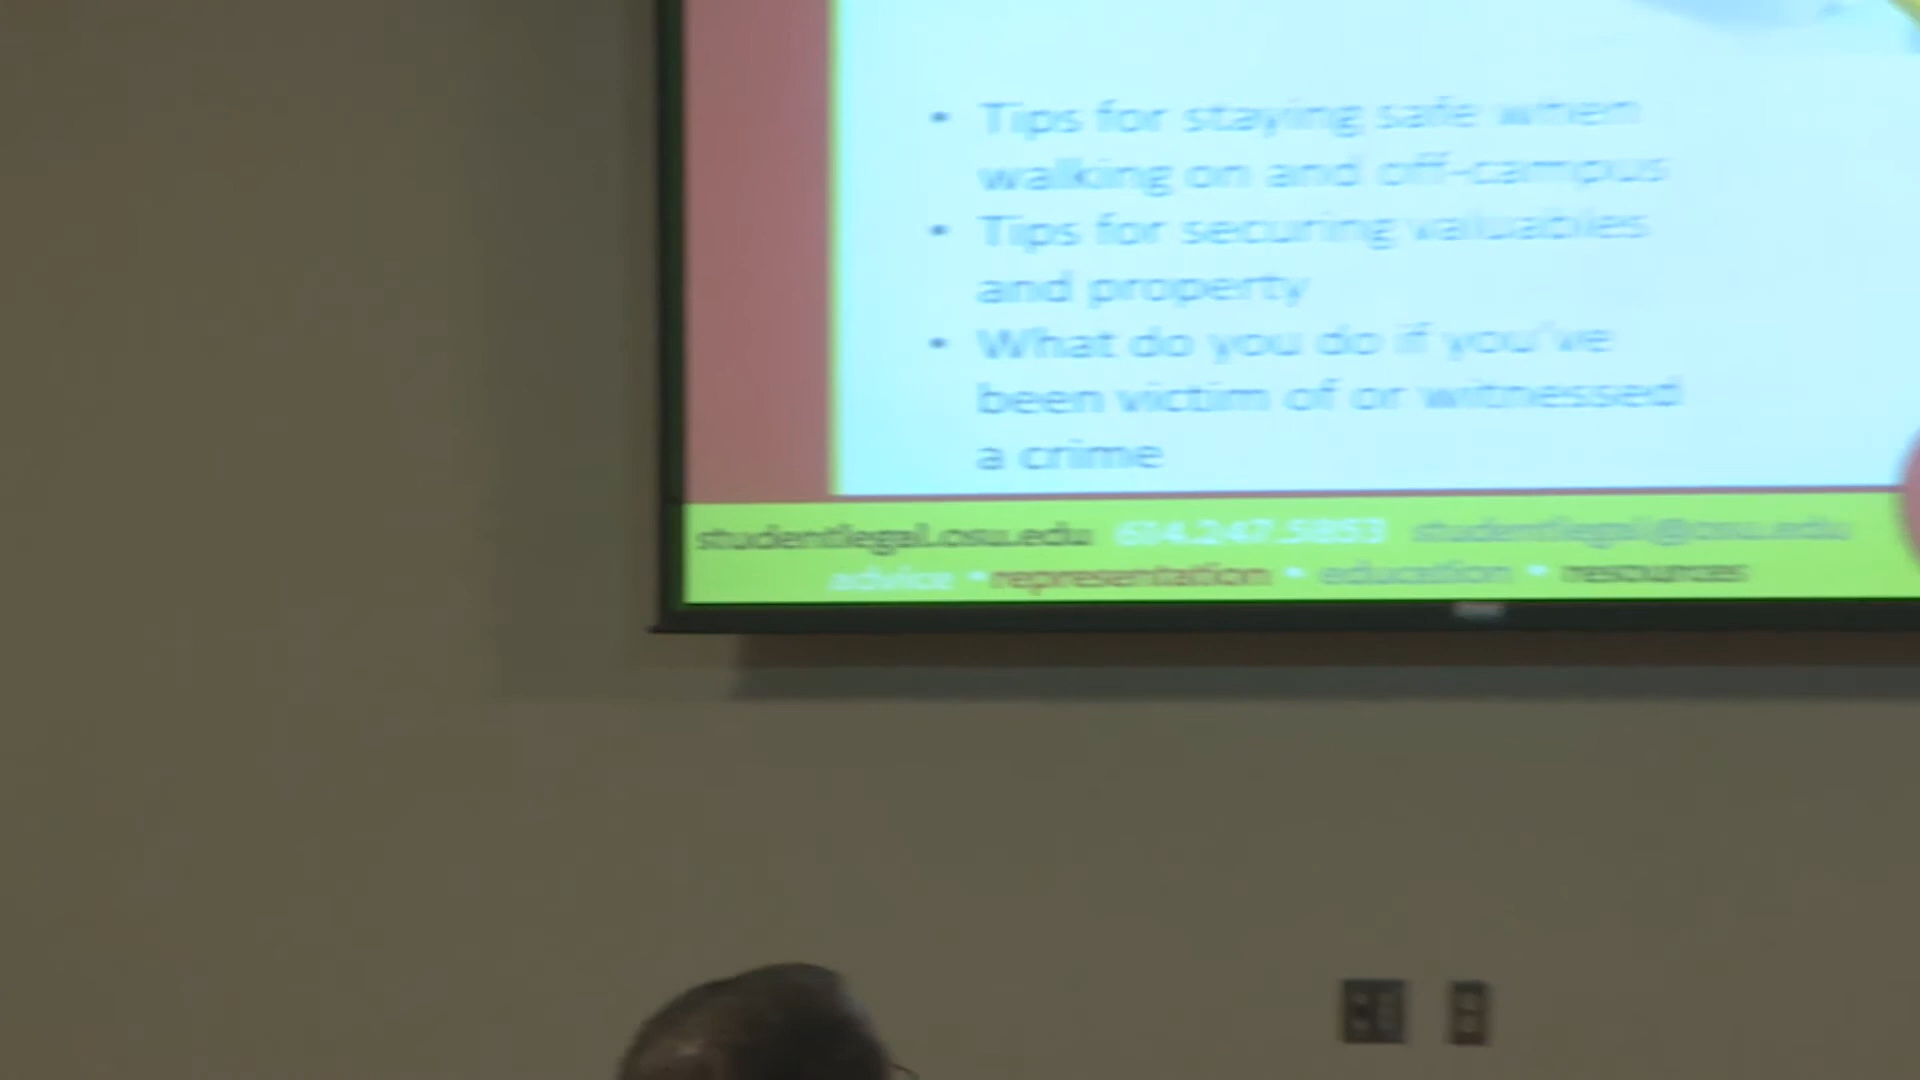 • Tips for staying safe when
walking on and off-campus
• Tips for securing valuables
and property
• What do you do if you've
been victim of or witnessed
a crime
studentlegal.osu.edu 614.247.5853 studentlegal@osu.edu
advice • representation • education • resources